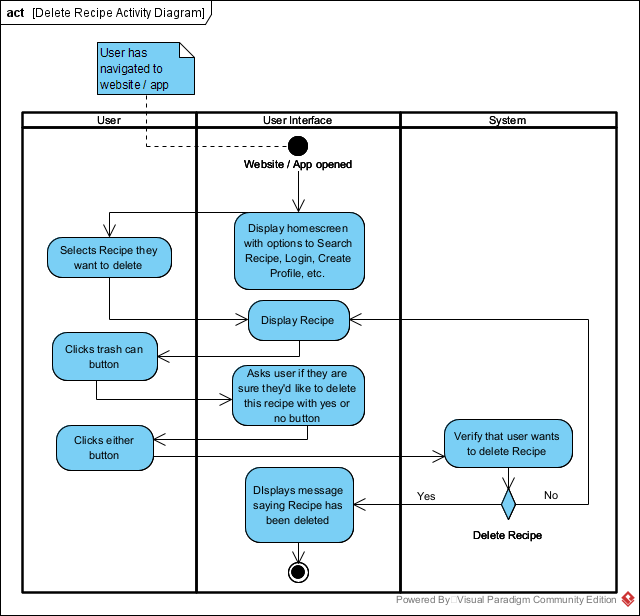 act [Delete Recipe Activity Diagram]
User has
navigated to
website / app
User
User Interface
System
Website / App opened
Display homescreen
with options to Search
Recipe, Login, Create
Profile, etc.
Selects Recipe they
want to delete
Display Recipe
Clicks trash can
button
Asks user if they are
sure they'd like to delete
this recipe with yes or
no button
Clicks either
button
Verify that user wants
to delete Recipe
DIsplays message
saying Recipe has
been deleted
Yes
No
Delete Recipe
Powered By Visual Paradigm Community Edition